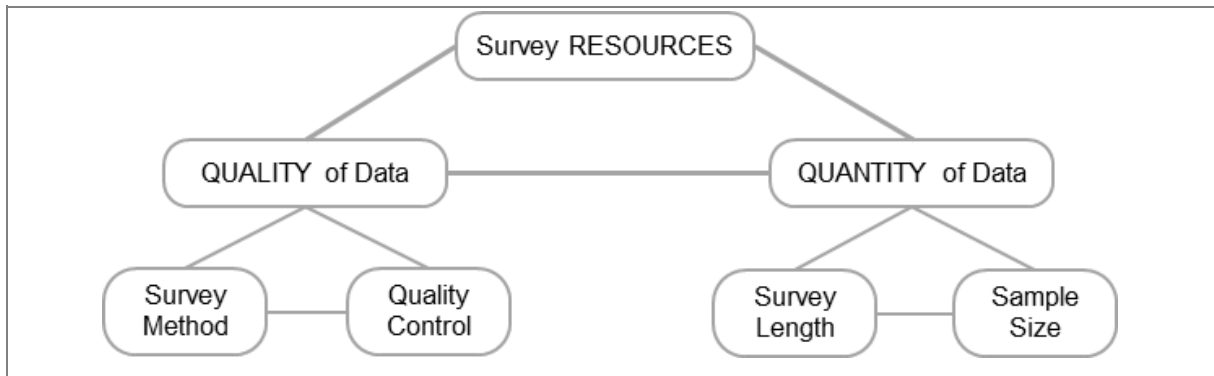 Survey RESOURCES
QUALITY of Data
QUANTITY of Data
Survey
Method
Quality
Control
Survey
Length
Sample
Size